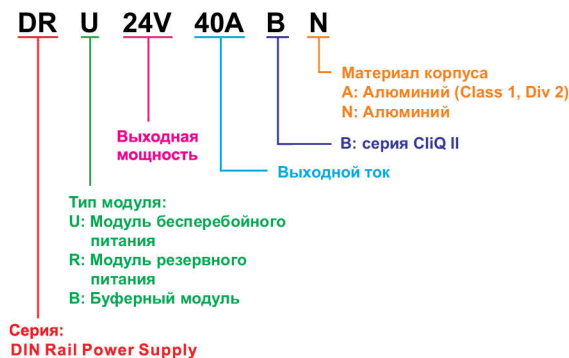 DR U 24V 40A B N
Материал корпуса
A: Алюминий (Class 1, Div 2)
N: Алюминий
B: серия CliQ II
Выходная
мощность
Выходной ток
Тип модуля:
U: Модуль бесперебойного
питания
R: Модуль резервного
питания
B: Буферный модуль
Серия:
DIN Rail Power Supply